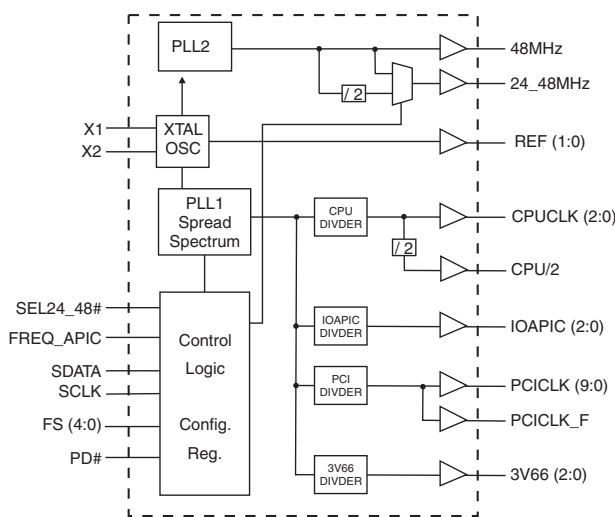 PLL2
48MHz
/ 2
24_48MHz
X1
X2
XTAL
OSC
REF (1:0)
PLL1
Spread
Spectrum
CPU
DIVDER
CPUCLK (2:0)
/ 2
CPU/2
SEL24_48#
FREQ_APIC
SDATA
SCLK
FS (4:0)
PD#
Control
Logic
Config.
Reg.
IOAPIC
DIVDER
IOAPIC (2:0)
PCI
DIVDER
PCICLK (9:0)
PCICLK_F
3V66
DIVDER
3V66 (2:0)